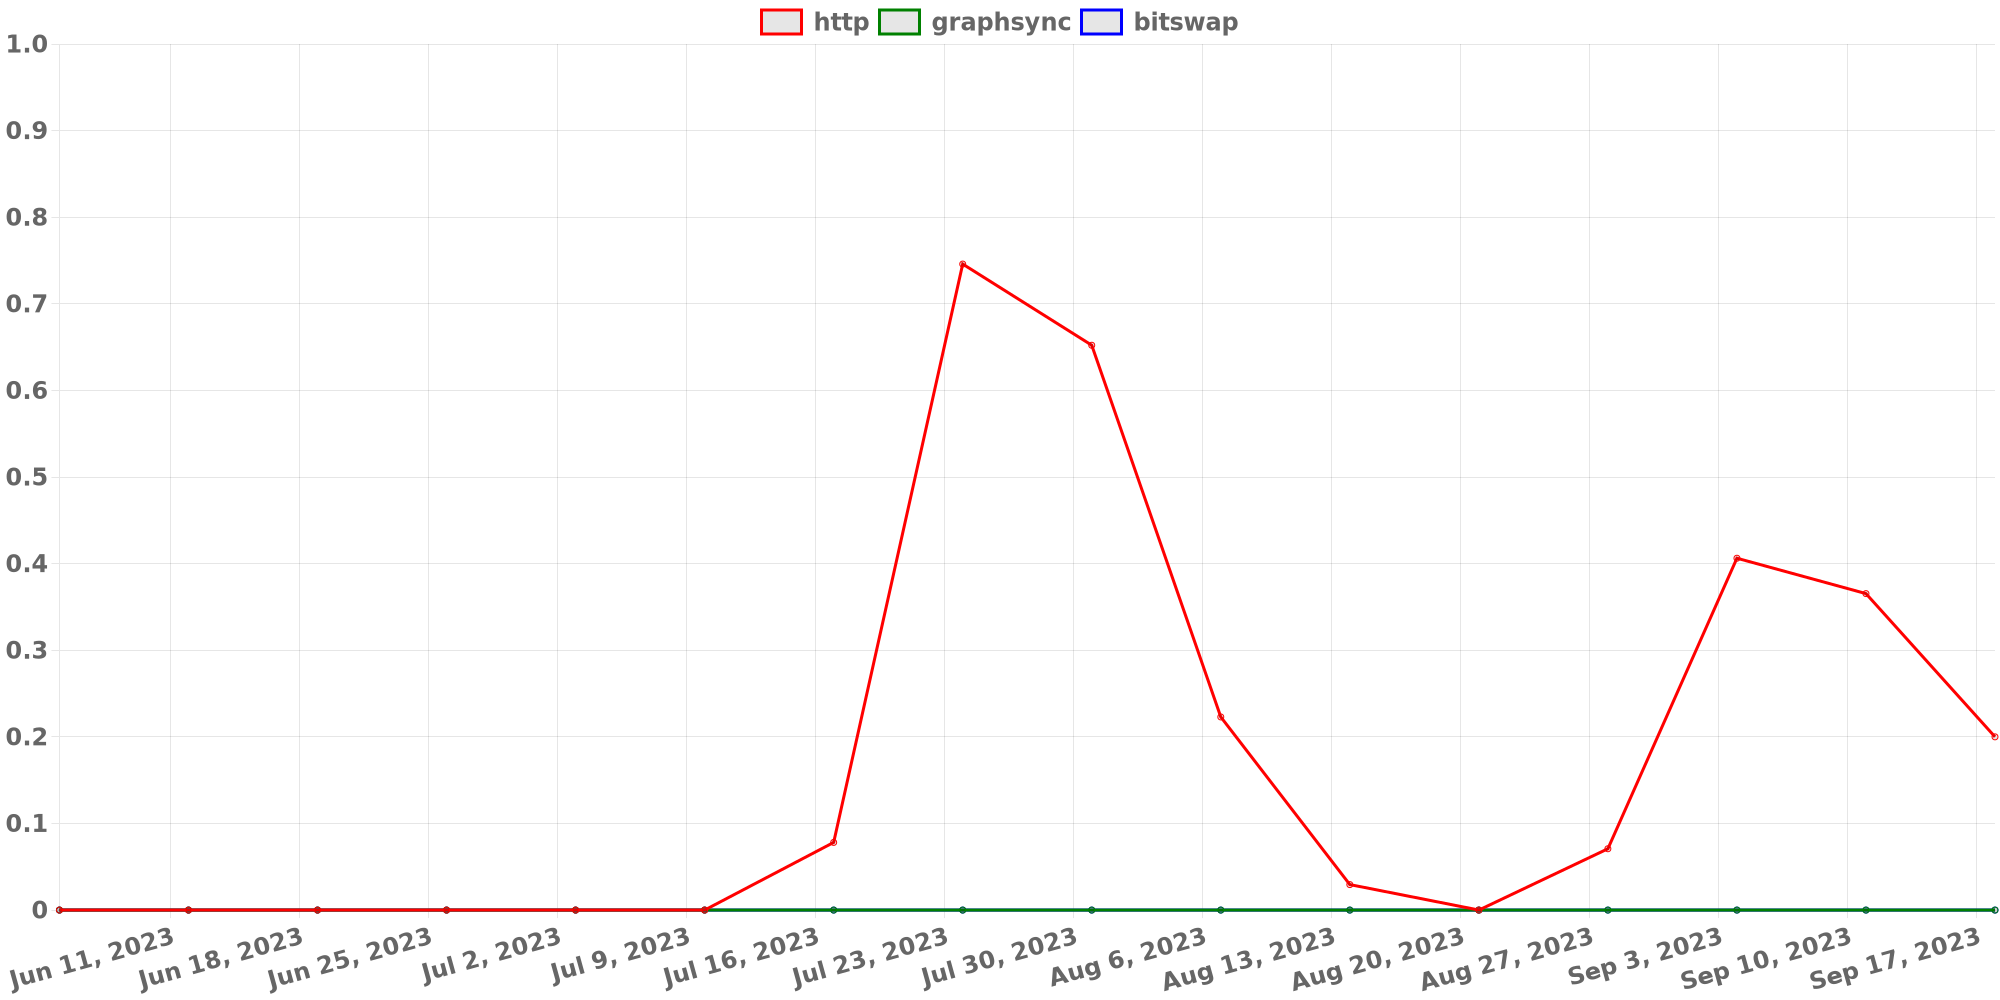 http graphsync bitswap
1.0
0.9
0.8
0.7
0.6
0.5
0.4
0.3
0.2
0.1
0
Jun 11, 2023
Jun 18, 2023
Jun 25, 2023
Jul 2, 2023
Jul 9, 2023
Jul 16, 2023
Jul 23, 2023
Jul 30, 2023
Aug 6, 2023
Aug 13, 2023
Aug 20, 2023
Aug 27, 2023
Sep 3, 2023
Sep 10, 2023
Sep 17, 2023